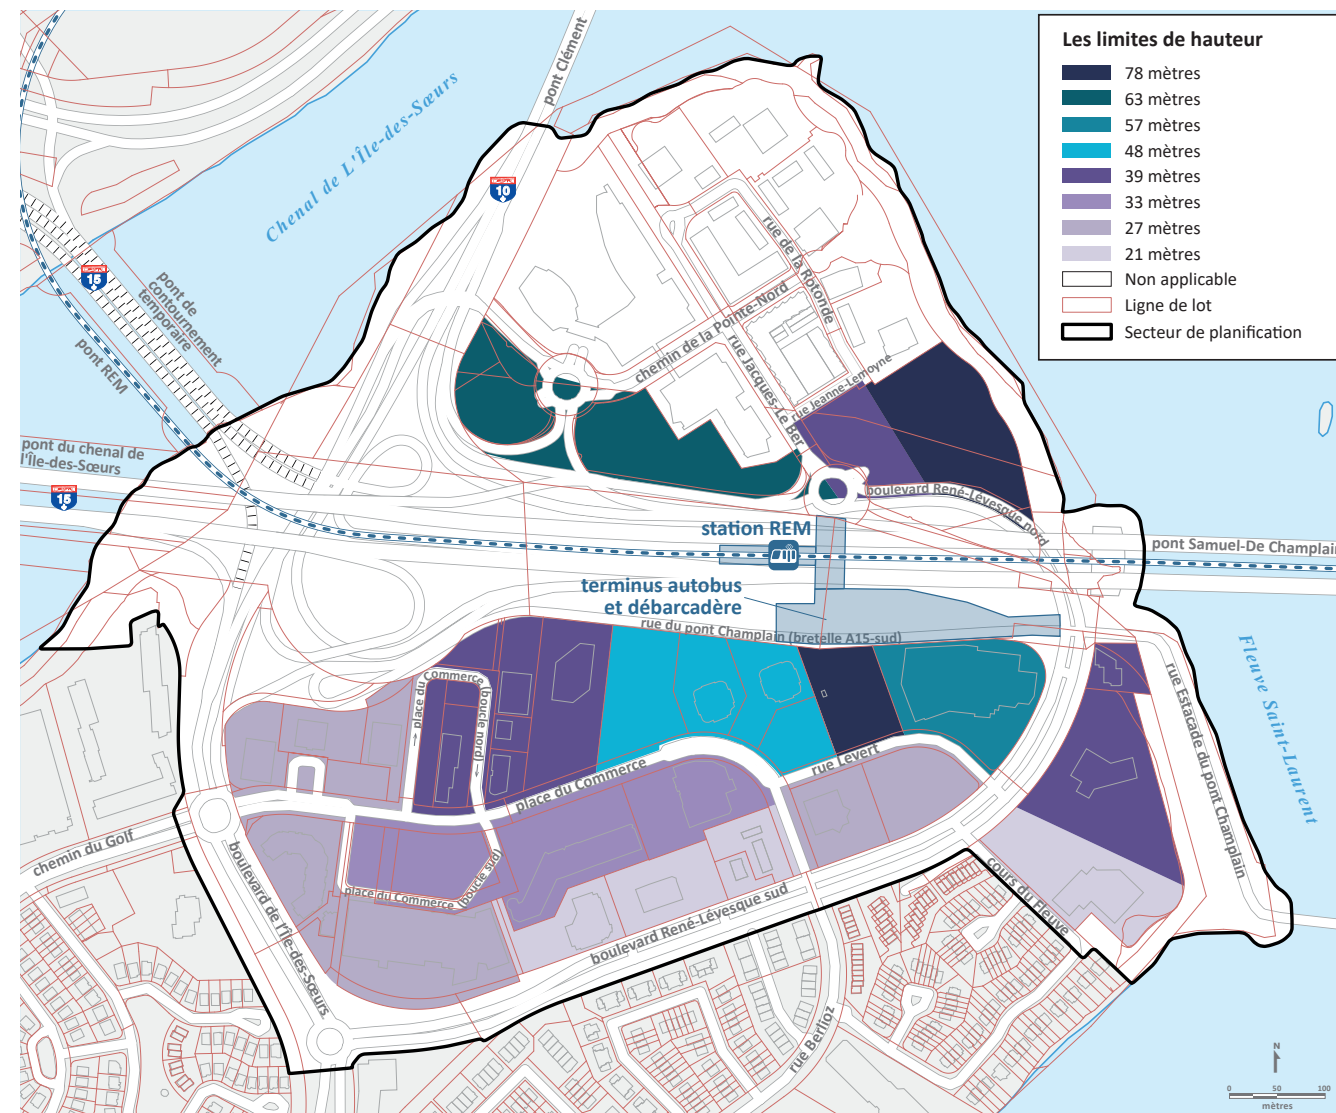 Les limites de hauteur
78 mètres
63 mètres
57 mètres
48 mètres
39 mètres
33 mètres
27 mètres
21 mètres
Non applicable
Ligne de lot
Secteur de planification
pont Clément
Chenal de L'Île-des-Sœurs
10
15
pont de
contournement
temporaire
pont REM
rue de la Rotonde
chemin de la Pointe-Nord
rue Jacques-Le Ber
rue Jeanne-Lemoyne
pont du chenal de
l'Île-des-Sœurs
15
boulevard René-Lévesque nord
station REM
pont Samuel-De Champlain
terminus autobus
et débarcadère
rue du pont Champlain (bretelle A15-sud)
place du Commerce
(boucle nord)
Fleuve Saint-Laurent
rue Estacade du pont Champlain
rue Levert
place du Commerce
chemin du Golf
boulevard de l'Île-des-Sœurs
place du Commerce
(boucle sud)
cours du Fleuve
boulevard René-Lévesque sud
rue Berlioz
N
0 50 100
mètres